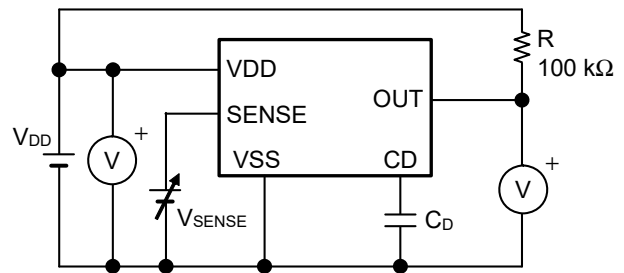 R
100 kΩ
VDD
OUT
SENSE
VDD
+
V
VSS
CD
+
V
VSENSE
CD